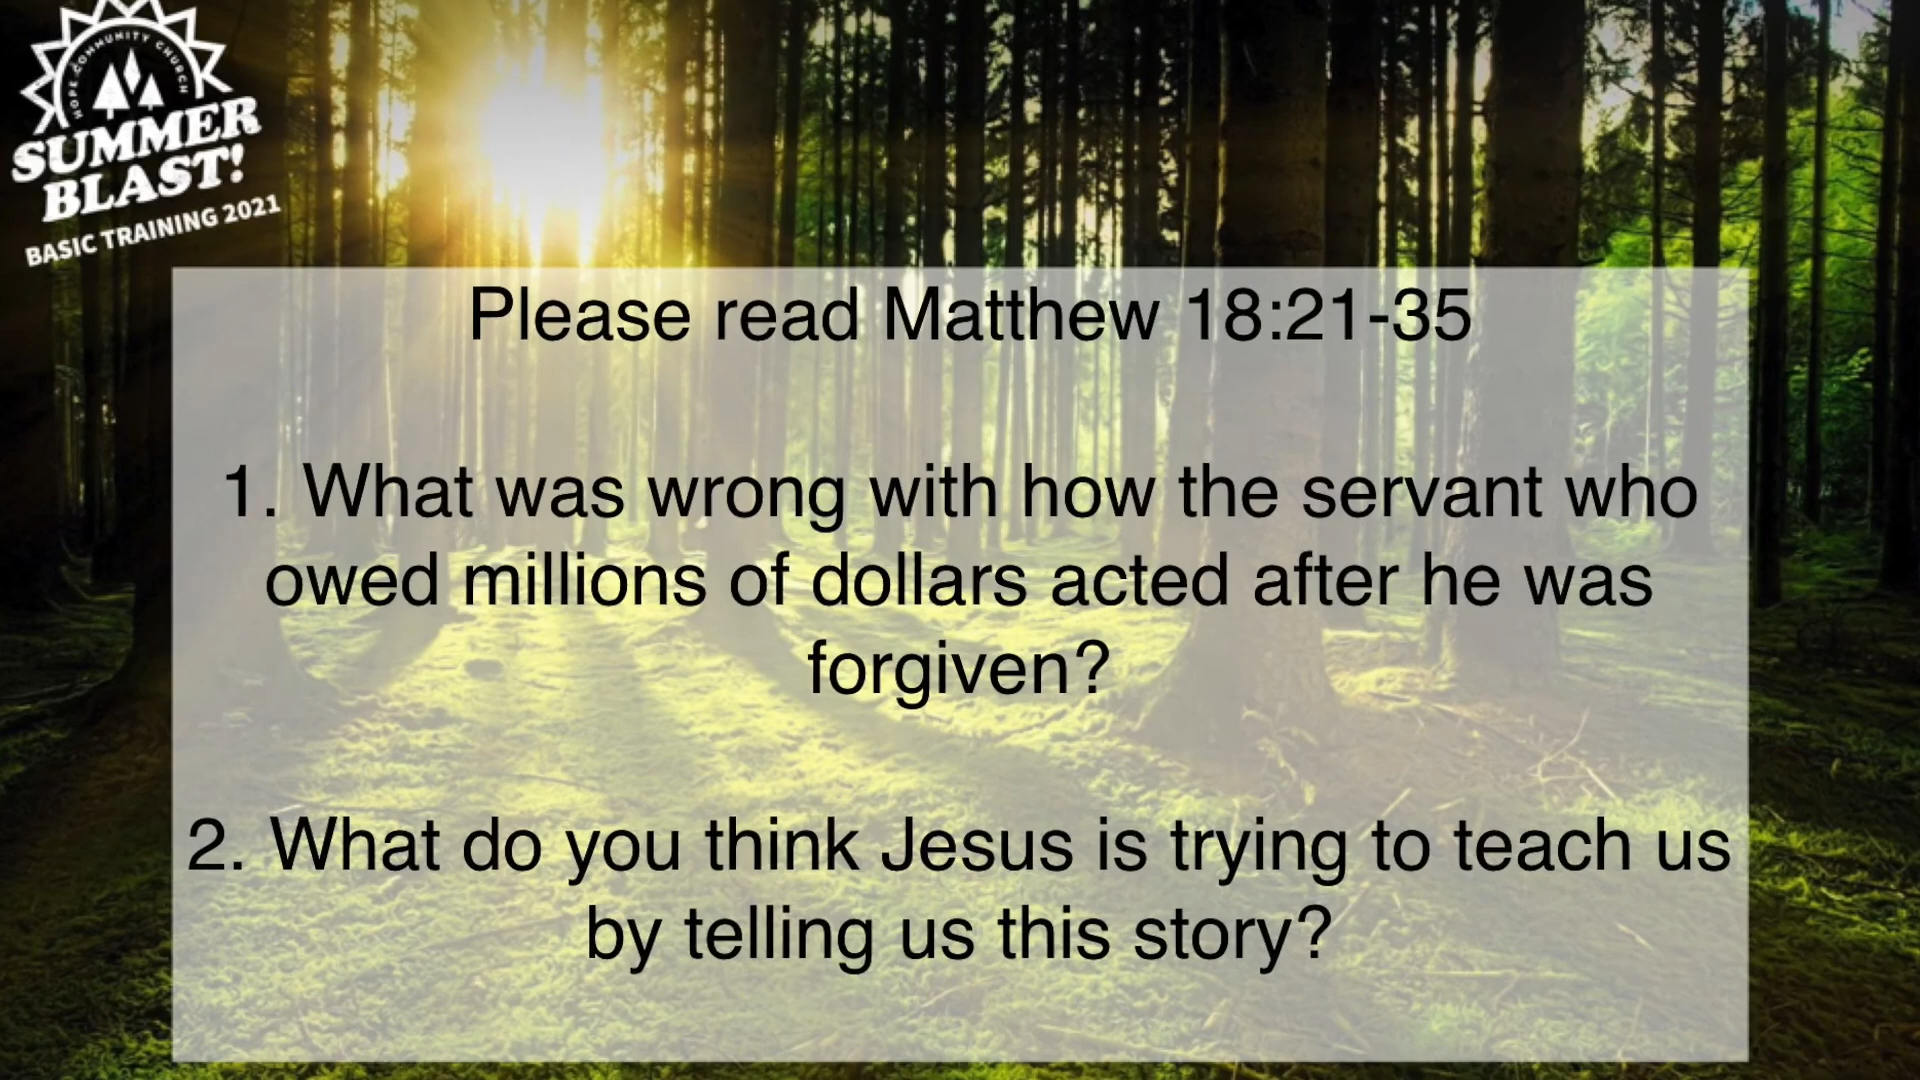 HOPE COMMUNITY CHURCH
SUMMER
BLAST!
BASIC TRAINING 2021
Please read Matthew 18:21-35
1. What was wrong with how the servant who
owed millions of dollars acted after he was
forgiven?
2. What do you think Jesus is trying to teach us
by telling us this story?